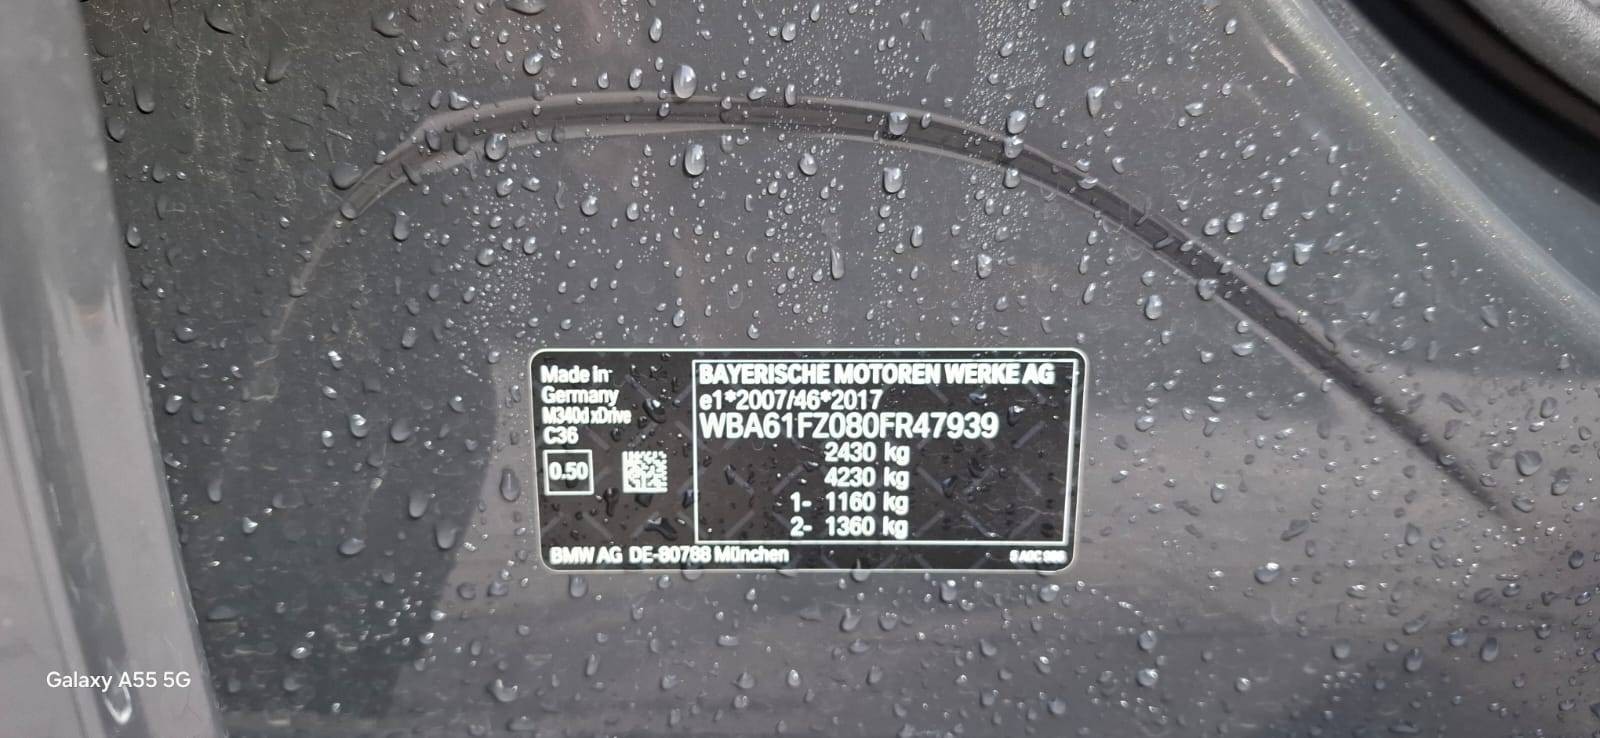 Made in
Germany
M340d xDrive
C36
0.50
BAYERISCHE MOTOREN WERKE AG
e1*2007/46*2017
WBA61FZ080FR47939
2430 kg
4230 kg
1- 1160 kg
2- 1360 kg
BMW AG DE-80788 München
Galaxy A55 5G